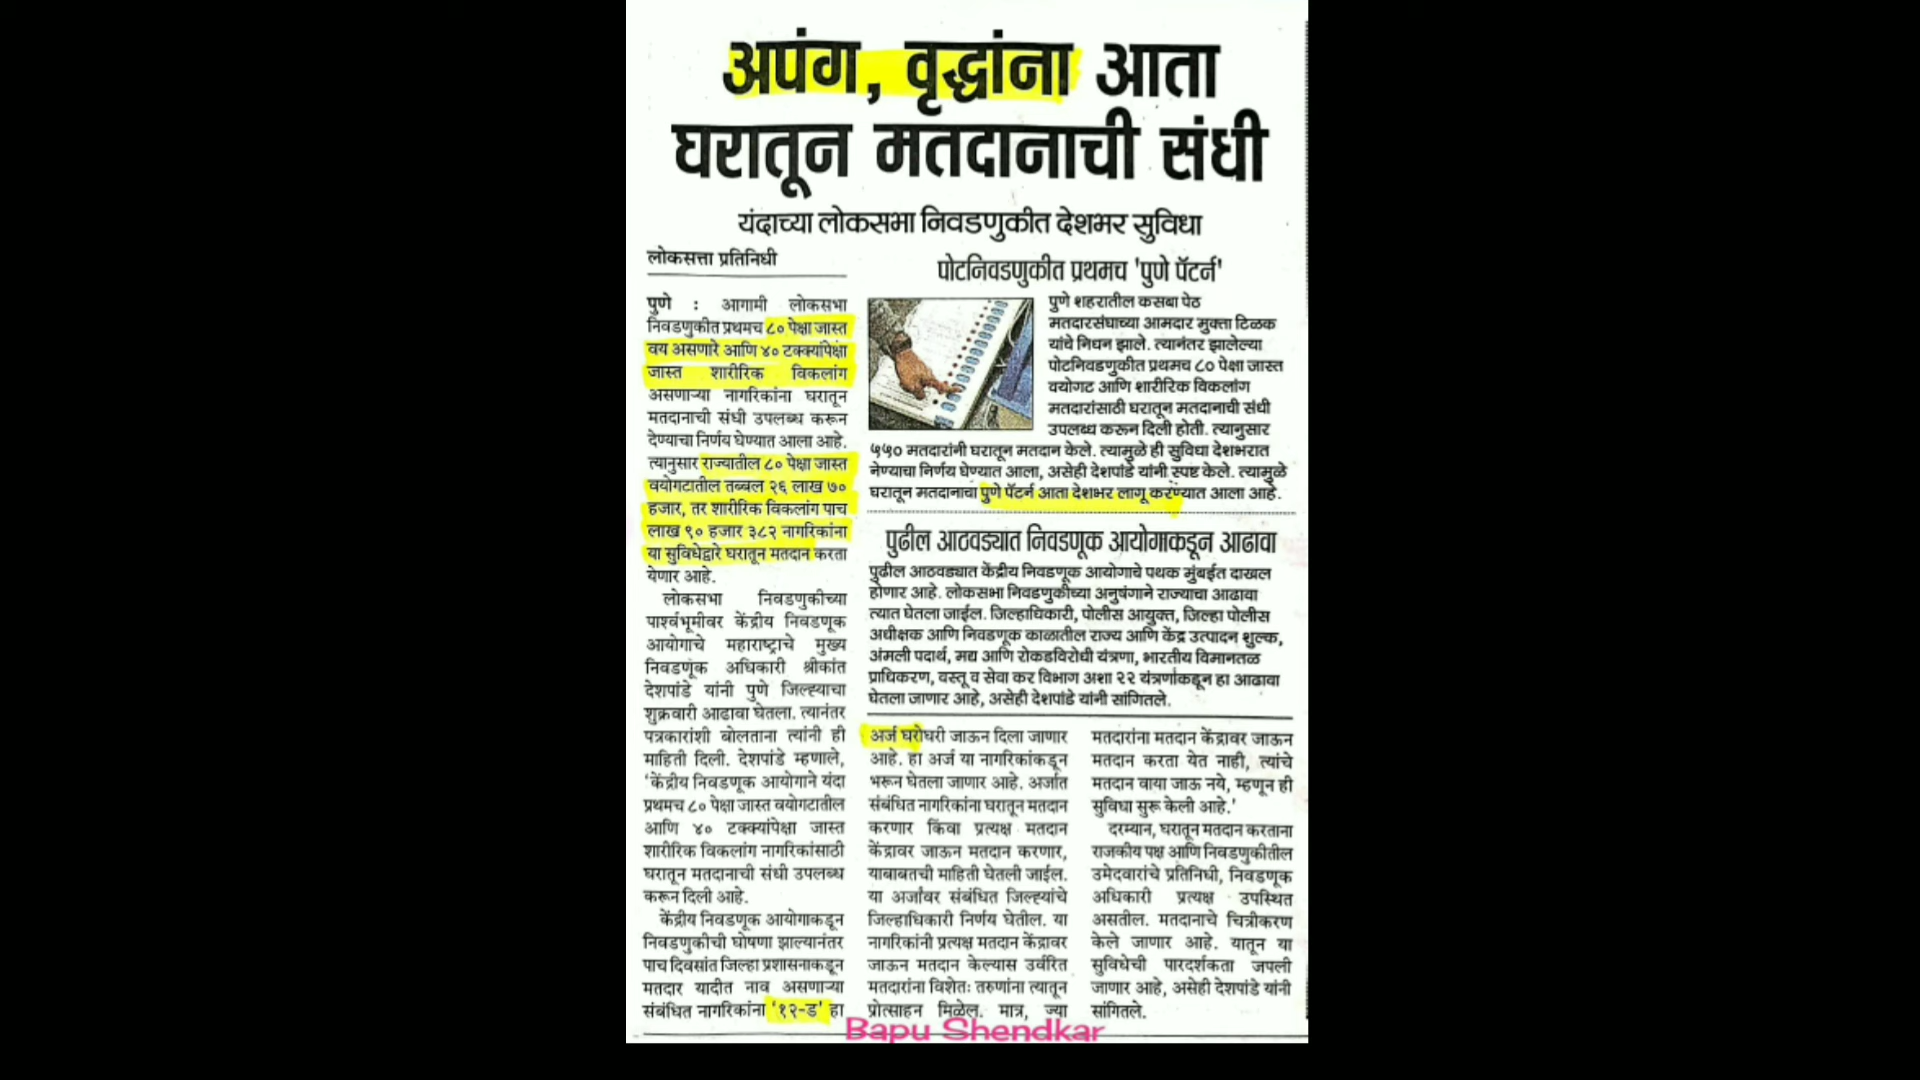 अपंग, वृद्धांना आता
घरातून मतदानाची संधी
यंदाच्या लोकसभा निवडणुकीत देशभर सुविधा
लोकसत्ता प्रतिनिधी
पुणे : आगामी लोकसभा
निवडणुकीत प्रथमच ८० पेक्षा जास्त
वय असणारे आणि ४० टक्क्यांपेक्षा
जास्त शारीरिक विकलांग
असणाऱ्या नागरिकांना घरातून
मतदानाची संधी उपलब्ध करून
देण्याचा निर्णय घेण्यात आला आहे.
त्यानुसार राज्यातील ८० पेक्षा जास्त
वयोगटातील तब्बल २६ लाख ७०
हजार, तर शारीरिक विकलांग पाच
लाख ९० हजार ३८२ नागरिकांना
या सुविधेद्वारे घरातून मतदान करता
येणार आहे.
लोकसभा निवडणुकीच्या
पार्श्वभूमीवर केंद्रीय निवडणूक
आयोगाचे महाराष्ट्राचे मुख्य
निवडणूक अधिकारी श्रीकांत
देशपांडे यांनी पुणे जिल्ह्याचा
शुक्रवारी आढावा घेतला. त्यानंतर
पत्रकारांशी बोलताना त्यांनी ही
माहिती दिली. देशपांडे म्हणाले,
'केंद्रीय निवडणूक आयोगाने यंदा
प्रथमच ८० पेक्षा जास्त वयोगटातील
आणि ४० टक्क्यांपेक्षा जास्त
शारीरिक विकलांग नागरिकांसाठी
घरातून मतदानाची संधी उपलब्ध
करून दिली आहे.
केंद्रीय निवडणूक आयोगाकडून
निवडणुकीची घोषणा झाल्यानंतर
पाच दिवसांत जिल्हा प्रशासनाकडून
मतदार यादीत नाव असणाऱ्या
संबंधित नागरिकांना '१२-ड' हा
पोटनिवडणुकीत प्रथमच 'पुणे पॅटर्न'
पुणे शहरातील कसबा पेठ
मतदारसंघाच्या आमदार मुक्ता टिळक
यांचे निधन झाले. त्यानंतर झालेल्या
पोटनिवडणुकीत प्रथमच ८० पेक्षा जास्त
वयोगट आणि शारीरिक विकलांग
मतदारांसाठी घरातून मतदानाची संधी
उपलब्ध करून दिली होती. त्यानुसार
५५० मतदारांनी घरातून मतदान केले. त्यामुळे ही सुविधा देशभरात
नेण्याचा निर्णय घेण्यात आला, असेही देशपांडे यांनी स्पष्ट केले. त्यामुळे
घरातून मतदानाचा पुणे पॅटर्न आता देशभर लागू करण्यात आला आहे.
पुढील आठवड्यात निवडणूक आयोगाकडून आढावा
पुढील आठवड्यात केंद्रीय निवडणूक आयोगाचे पथक मुंबईत दाखल
होणार आहे. लोकसभा निवडणुकीच्या अनुषंगाने राज्याचा आढावा
त्यात घेतला जाईल. जिल्हाधिकारी, पोलीस आयुक्त, जिल्हा पोलीस
अधीक्षक आणि निवडणूक काळातील राज्य आणि केंद्र उत्पादन शुल्क,
अंमली पदार्थ, मद्य आणि रोकडविरोधी यंत्रणा, भारतीय विमानतळ
प्राधिकरण, वस्तू व सेवा कर विभाग अशा २२ यंत्रणांकडून हा आढावा
घेतला जाणार आहे, असेही देशपांडे यांनी सांगितले.
अर्ज घरोघरी जाऊन दिला जाणार
आहे. हा अर्ज या नागरिकांकडून
भरून घेतला जाणार आहे. अर्जात
संबंधित नागरिकांना घरातून मतदान
करणार किंवा प्रत्यक्ष मतदान
केंद्रावर जाऊन मतदान करणार,
याबाबतची माहिती घेतली जाईल.
या अर्जांवर संबंधित जिल्ह्यांचे
जिल्हाधिकारी निर्णय घेतील. या
नागरिकांनी प्रत्यक्ष मतदान केंद्रावर
जाऊन मतदान केल्यास उर्वरित
मतदारांना विशेतः तरुणांना त्यातून
प्रोत्साहन मिळेल. मात्र, ज्या
मतदारांना मतदान केंद्रावर जाऊन
मतदान करता येत नाही, त्यांचे
मतदान वाया जाऊ नये, म्हणून ही
सुविधा सुरू केली आहे.'
दरम्यान, घरातून मतदान करताना
राजकीय पक्ष आणि निवडणुकीतील
उमेदवारांचे प्रतिनिधी, निवडणूक
अधिकारी प्रत्यक्ष उपस्थित
असतील. मतदानाचे चित्रीकरण
केले जाणार आहे. यातून या
सुविधेची पारदर्शकता जपली
जाणार आहे, असेही देशपांडे यांनी
सांगितले.
Bapu Shendkar